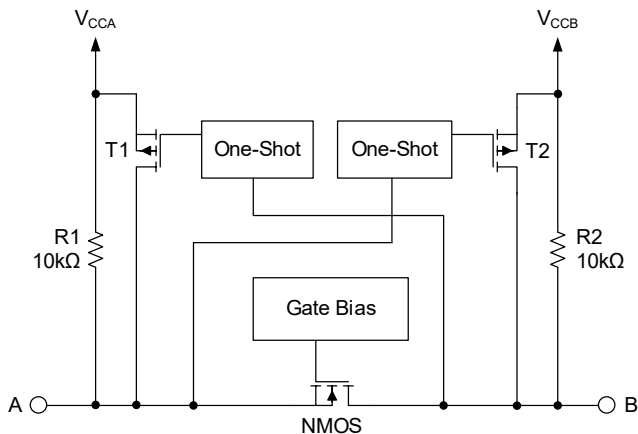 VCCA
VCCB
T1
One-Shot
One-Shot
T2
R1
10kΩ
R2
10kΩ
Gate Bias
A
B
NMOS